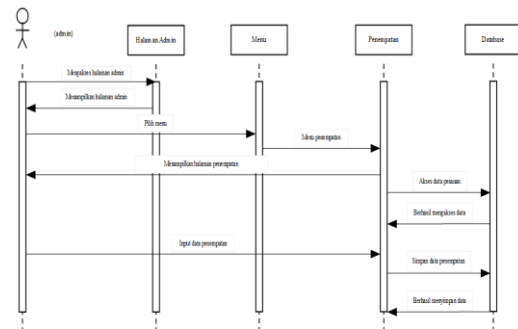 (admin)
Halaman Admin
Menu
Penempatan
Database
Mengakses halaman admin
Menampilkan halaman admin
Pilih menu
Menu penempatan
Menampilkan halaman penempatan
Akses data pesanan
Berhasil mengakses data
Input data penempatan
Simpan data penempatan
Berhasil menyimpan data